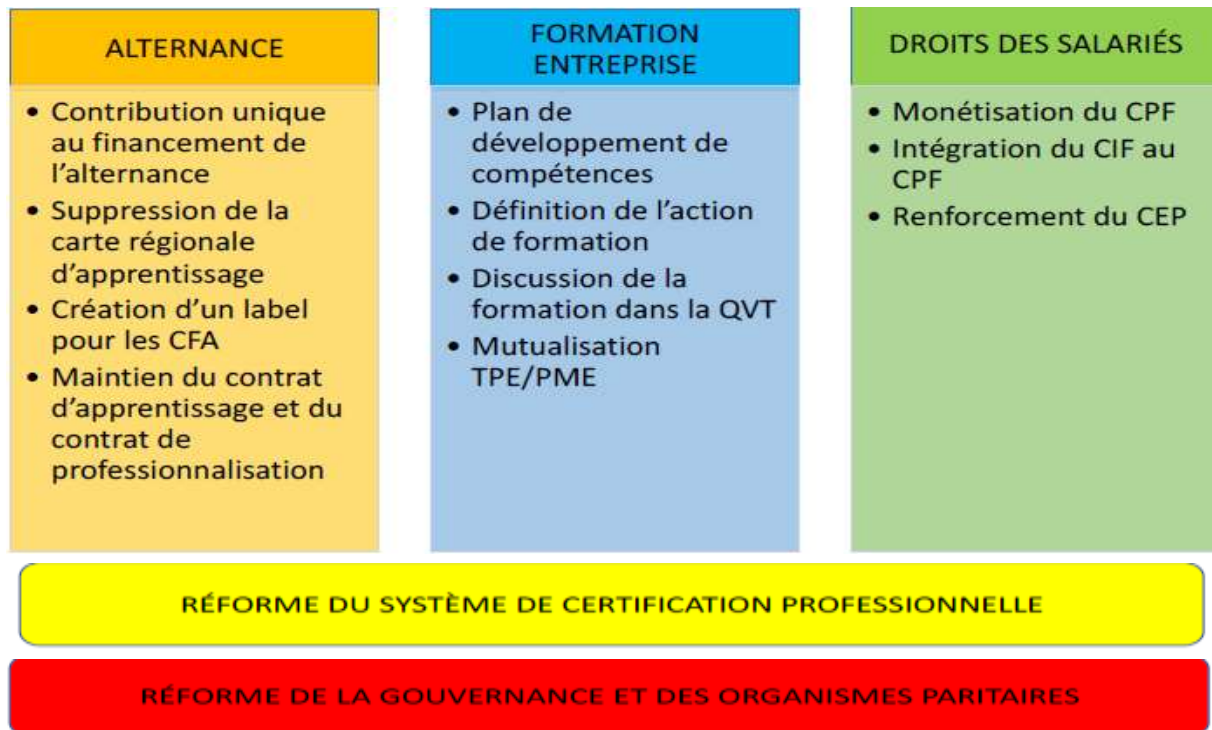 ALTERNANCE
• Contribution unique
au financement de
l'alternance
• Suppression de la
carte régionale
d'apprentissage
• Création d'un label
pour les CFA
• Maintien du contrat
d'apprentissage et du
contrat de
professionnalisation
FORMATION
ENTREPRISE
• Plan de
développement de
compétences
• Définition de l'action
de formation
• Discussion de la
formation dans la QVT
• Mutualisation
TPE/PME
DROITS DES SALARIÉS
• Monétisation du CPF
• Intégration du CIF au
CPF
• Renforcement du CEP
RÉFORME DU SYSTÈME DE CERTIFICATION PROFESSIONNELLE
RÉFORME DE LA GOUVERNANCE ET DES ORGANISMES PARITAIRES